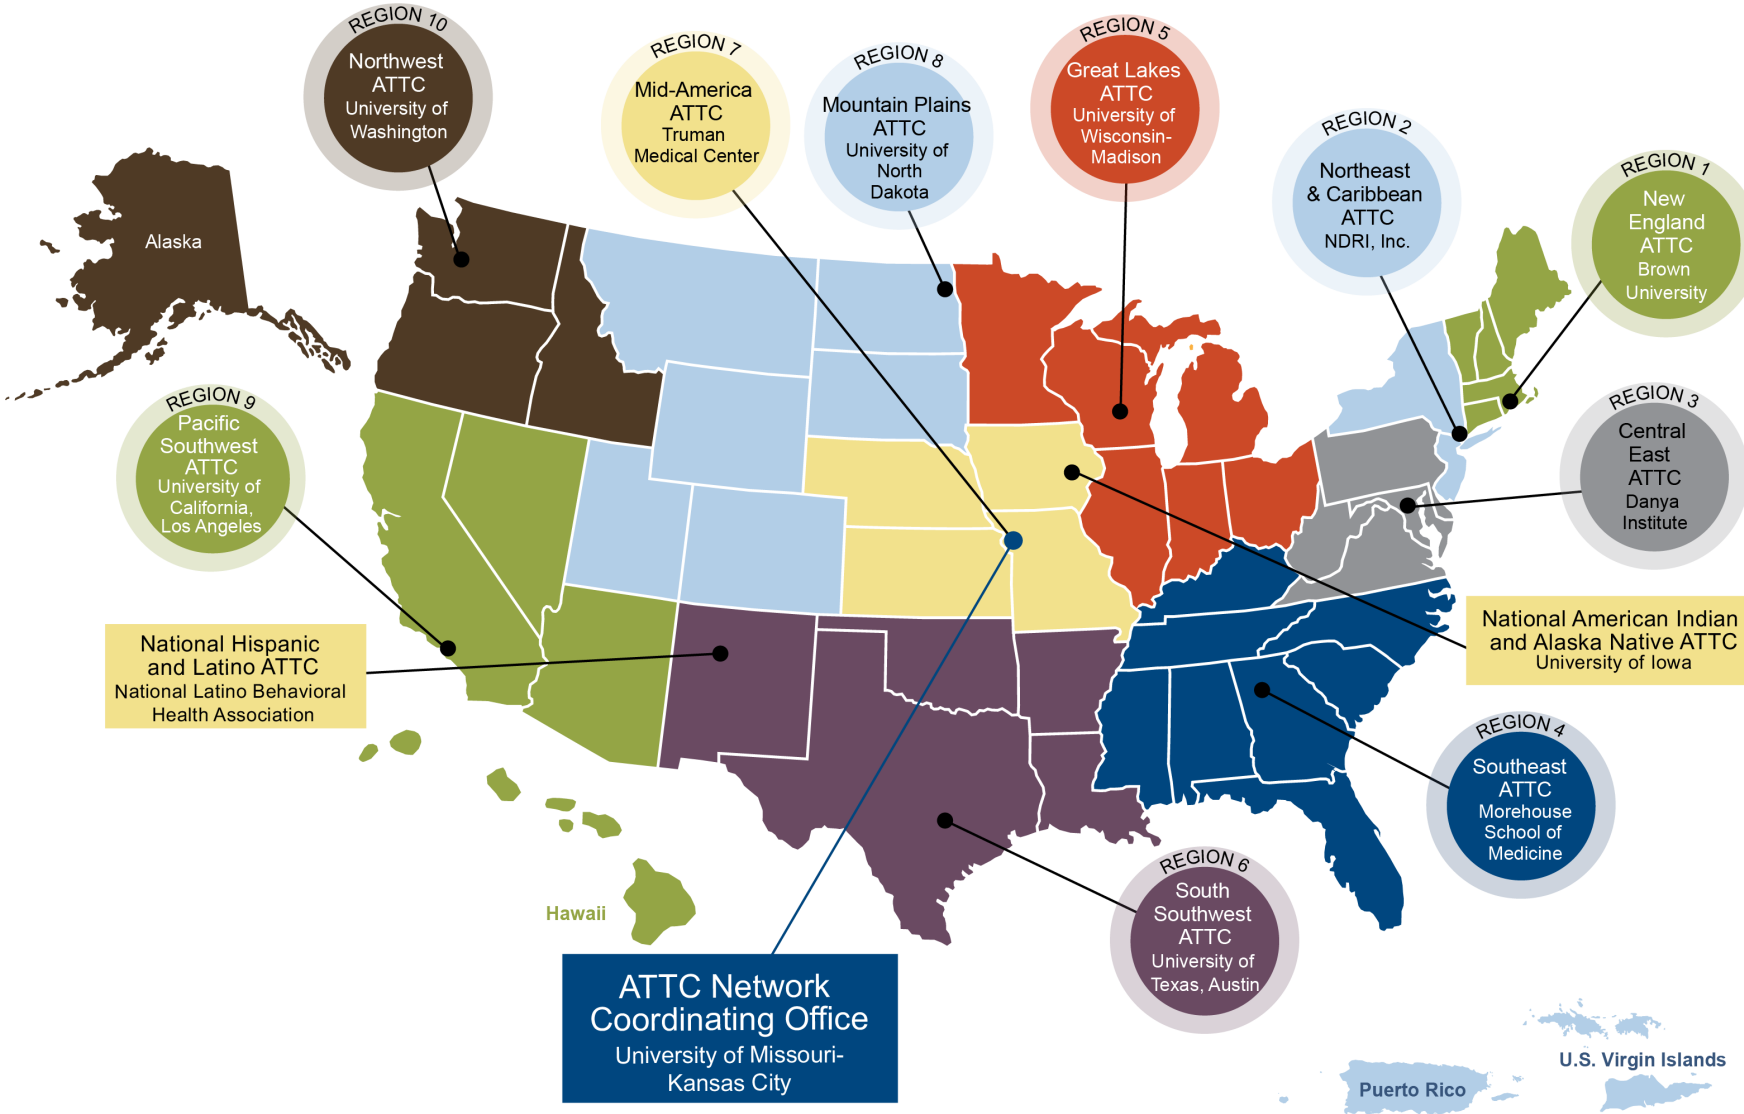 REGION 10
Northwest
ATTC
University of
Washington
REGION 7
Mid-America
ATTC
Truman
Medical Center
REGION 8
Mountain Plains
ATTC
University of
North
Dakota
REGION 5
Great Lakes
ATTC
University of
Wisconsin-
Madison
REGION 2
Northeast
& Caribbean
ATTC
NDRI, Inc.
REGION 1
New
England
ATTC
Brown
University
Alaska
REGION 9
Pacific
Southwest
ATTC
University of
California,
Los Angeles
REGION 3
Central
East
ATTC
Danya
Institute
National Hispanic
and Latino ATTC
National Latino Behavioral
Health Association
National American Indian
and Alaska Native ATTC
University of Iowa
REGION 4
Southeast
ATTC
Morehouse
School of
Medicine
REGION 6
South
Southwest
ATTC
University of
Texas, Austin
Hawaii
ATTC Network
Coordinating Office
University of Missouri-
Kansas City
U.S. Virgin Islands
Puerto Rico